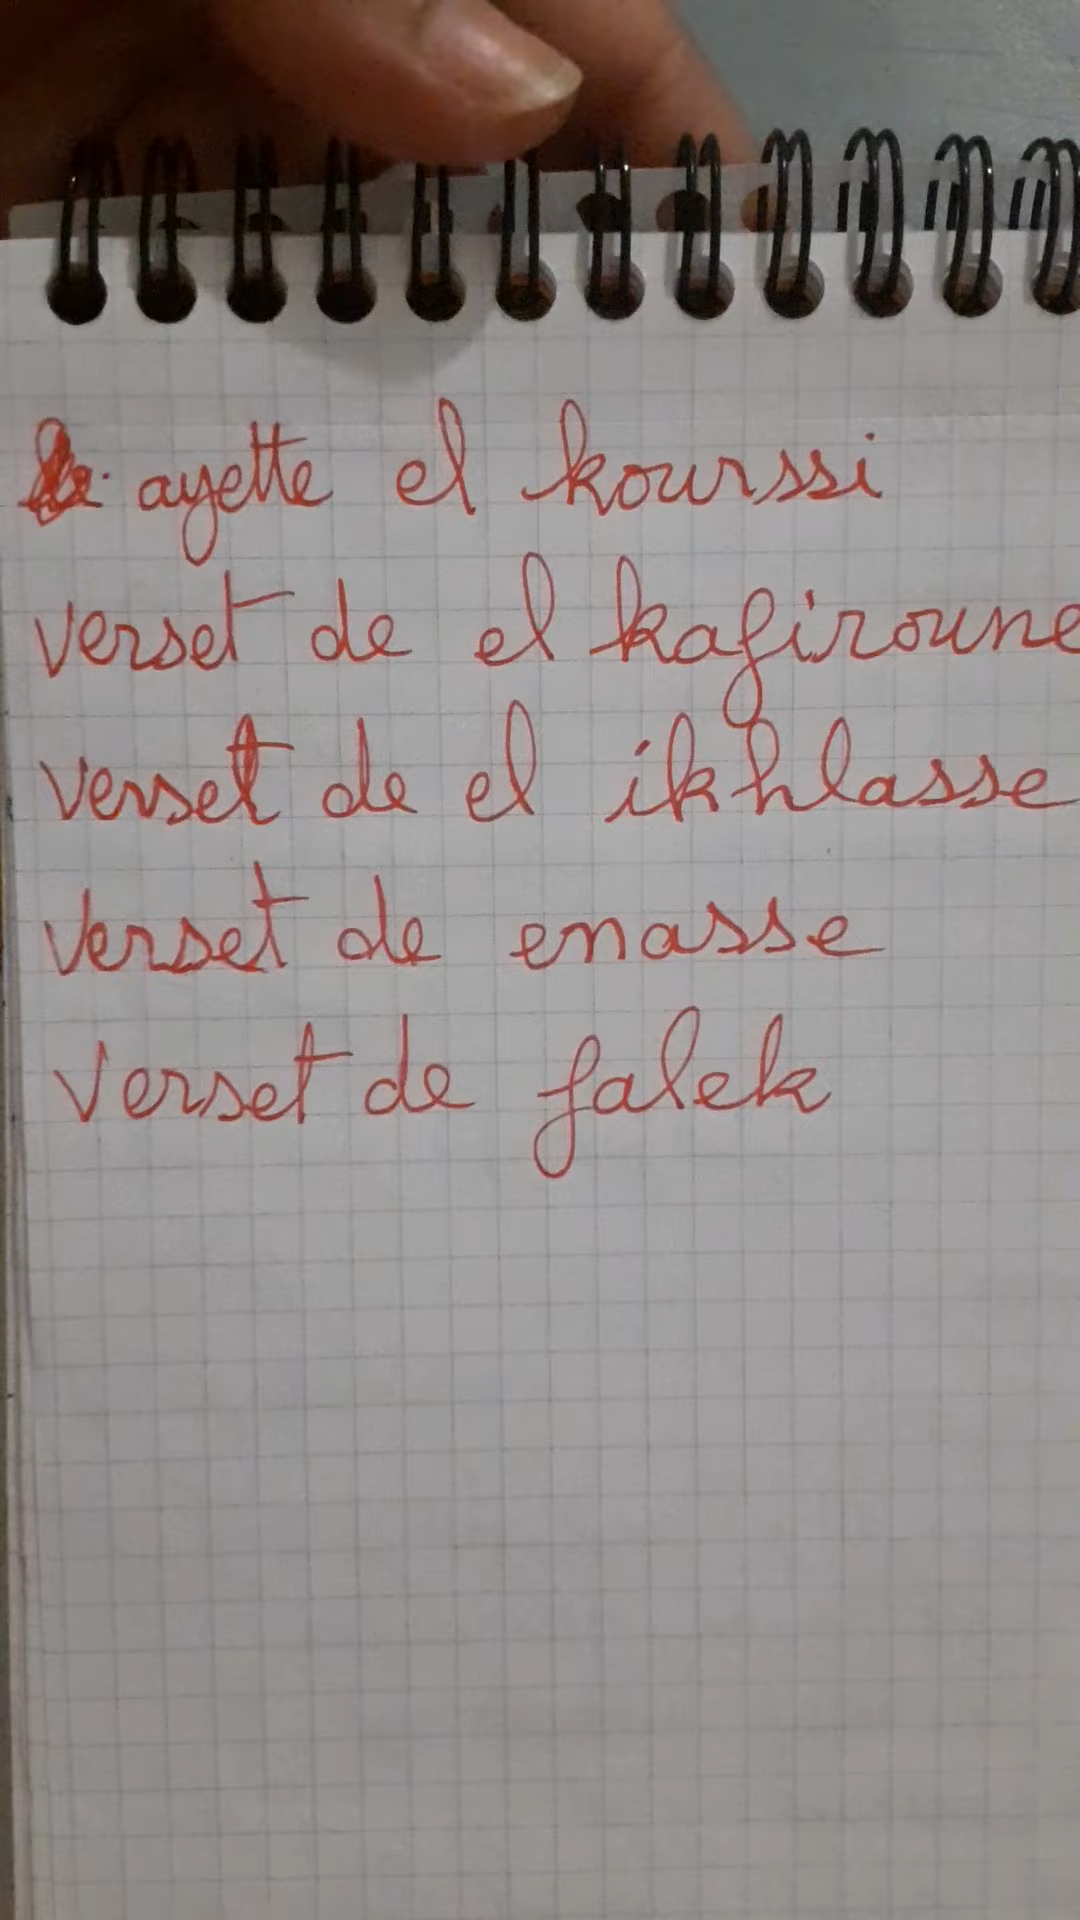 ayette el kourssi
verset de el kafiroune
verset de el ikhlasse
verset de enasse
verset de falek